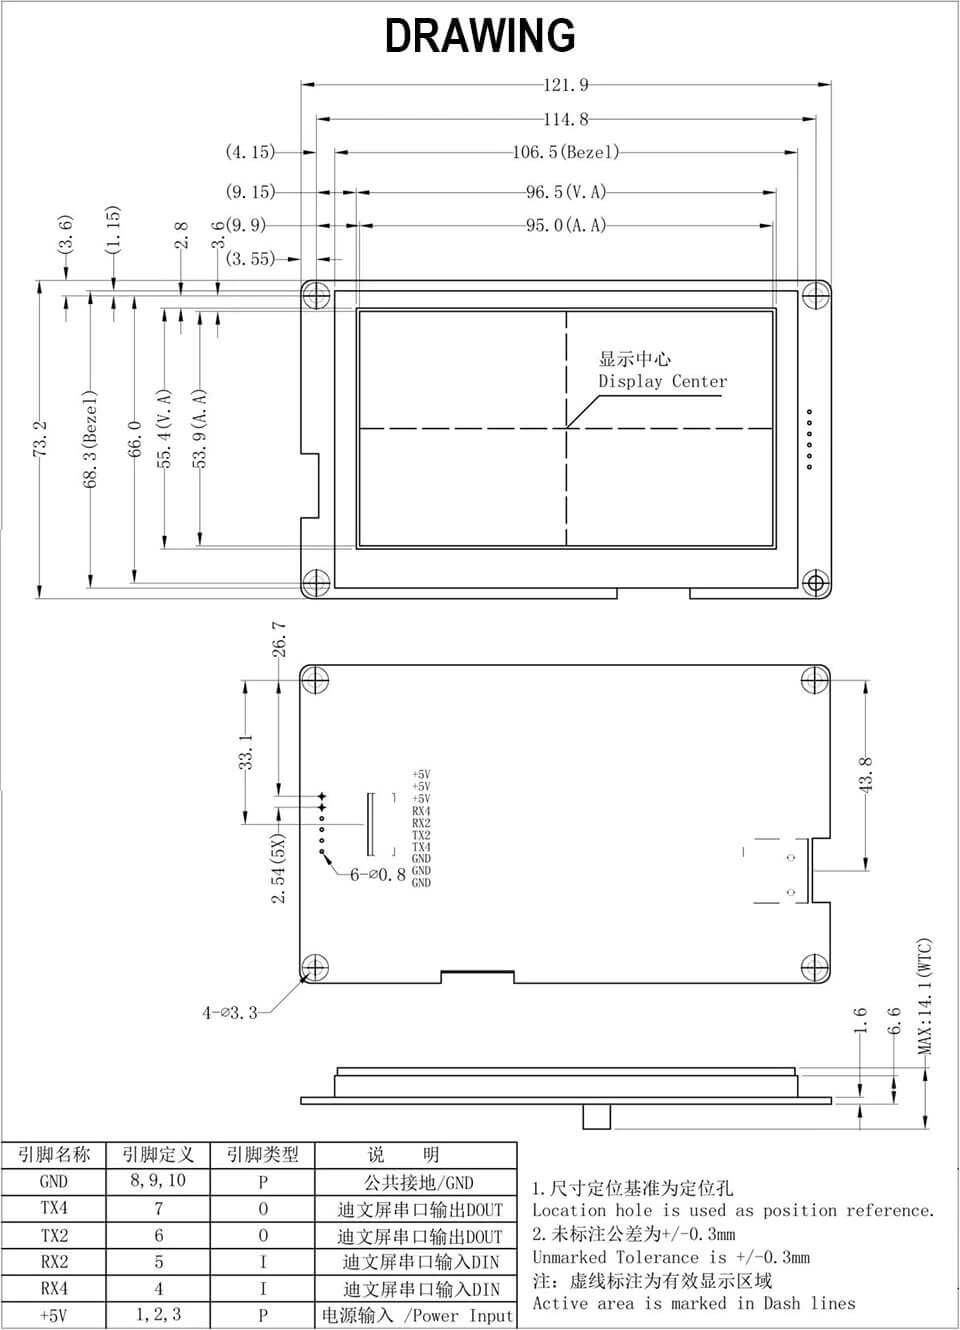 DRAWING
121.9
114.8
(4.15)
106.5(Bezel)
(9.15)
96.5(V.A)
(9.9)
95.0(A.A)
(3.55)
(3.6)
(1.15)
2.8
3.6
73.2
68.3(Bezel)
66.0
55.4(V.A)
53.9(A.A)
显示中心
Display Center
26.7
33.1
2.54(5X)
+5V
+5V
+5V
RX4
RX2
TX2
TX4
GND
GND
GND
6-∅0.8
43.8
4-∅3.3
1.6
6.6
MAX:14.1(WTC)
引脚名称 引脚定义 引脚类型 说 明
GND 8,9,10 P 公共接地/GND
TX4 7 O 迪文屏串口输出DOUT
TX2 6 O 迪文屏串口输出DOUT
RX2 5 I 迪文屏串口输入DIN
RX4 4 I 迪文屏串口输入DIN
+5V 1,2,3 P 电源输入 /Power Input
1.尺寸定位基准为定位孔
Location hole is used as position reference.
2.未标注公差为+/-0.3mm
Unmarked Tolerance is +/-0.3mm
注: 虚线标注为有效显示区域
Active area is marked in Dash lines